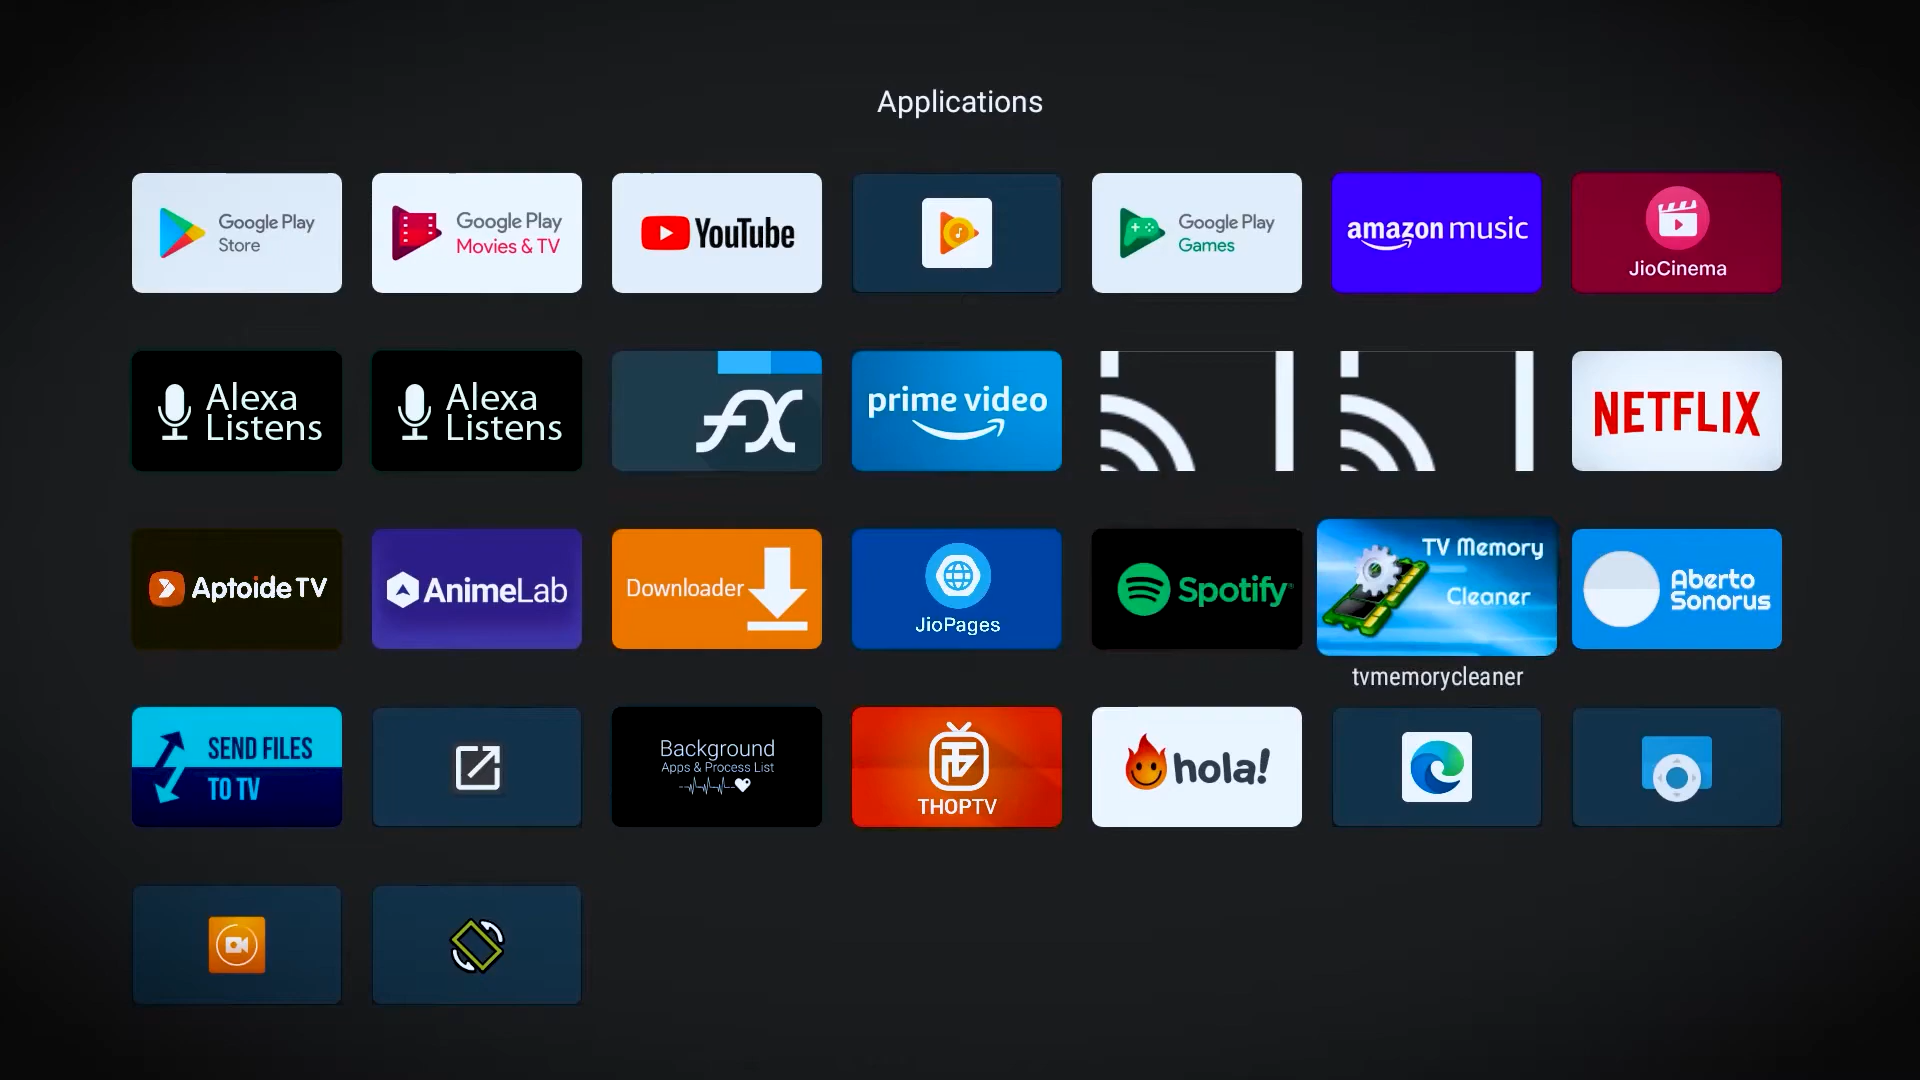 Applications
Google Play
Store
Google Play
Movies & TV
YouTube
Google Play
Games
amazon music
JioCinema
Alexa
Listens
Alexa
Listens
fX
prime video
NETFLIX
Aptoide TV
AnimeLab
Downloader
JioPages
Spotify
TV Memory
Cleaner
tvmemorycleaner
Aberto
Sonorus
SEND FILES
TO TV
Background
Apps & Process List
THOPTV
hola!